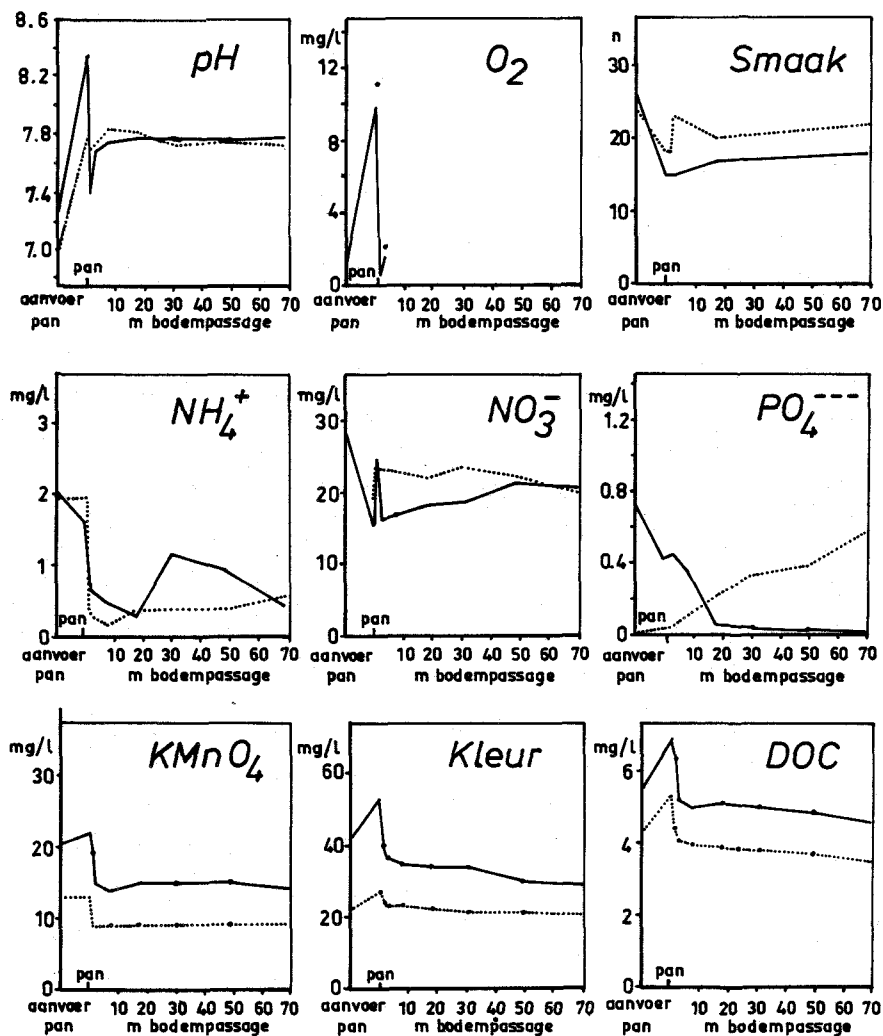 pH
8.6
8.2
7.8
7.4
7.0
pan
aanvoer 10 20 30 40 50 60 70
pan m bodempassage
O2
mg/l
12
8
4
0
pan
aanvoer 10 20 30 40 50 60 70
pan m bodempassage
Smaak
n
30
20
10
0
pan
aanvoer 10 20 30 40 50 60 70
pan m bodempassage
NH4+
mg/l
3
2
1
0
pan
aanvoer 10 20 30 40 50 60 70
pan m bodempassage
NO3-
mg/l
30
20
10
0
pan
aanvoer 10 20 30 40 50 60 70
pan m bodempassage
PO4---
mg/l
1.2
0.8
0.4
0
pan
aanvoer 10 20 30 40 50 60 70
pan m bodempassage
KMnO4
mg/l
30
20
10
0
pan
aanvoer 10 20 30 40 50 60 70
pan m bodempassage
Kleur
mg/l
60
40
20
0
pan
aanvoer 10 20 30 40 50 60 70
pan m bodempassage
DOC
mg/l
6
4
2
0
pan
aanvoer 10 20 30 40 50 60 70
pan m bodempassage